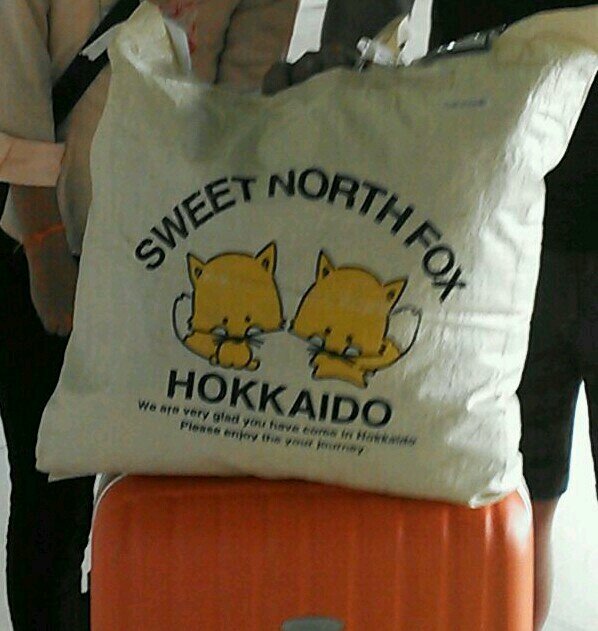 SWEET NORTH FOX
HOKKAIDO
We are very glad you have come in Hokkaido
Please enjoy the your journey